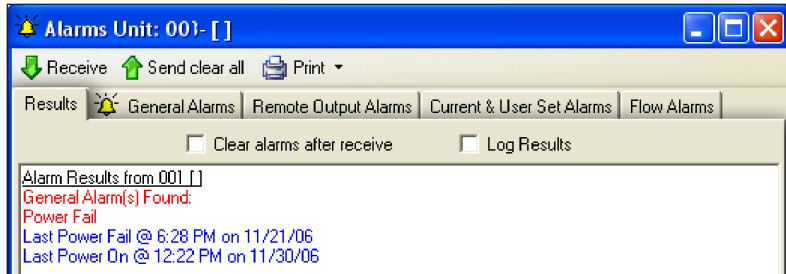 Alarms Unit: 001- [ ]
Receive Send clear all Print
Results General Alarms Remote Output Alarms Current & User Set Alarms Flow Alarms
Clear alarms after receive Log Results
Alarm Results from 001 [ ]
General Alarm(s) Found:
Power Fail
Last Power Fail @ 6:28 PM on 11/21/06
Last Power On @ 12:22 PM on 11/30/06